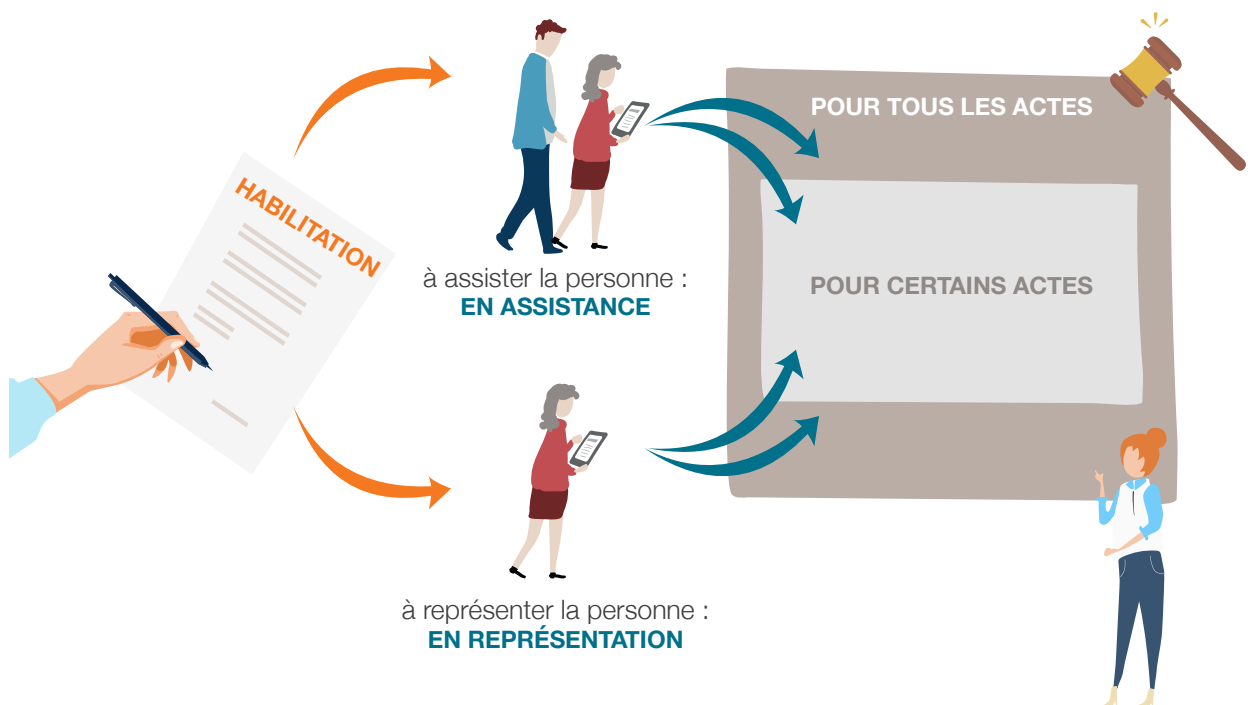 HABILITATION
à assister la personne :
EN ASSISTANCE
à représenter la personne :
EN REPRÉSENTATION
POUR TOUS LES ACTES
POUR CERTAINS ACTES